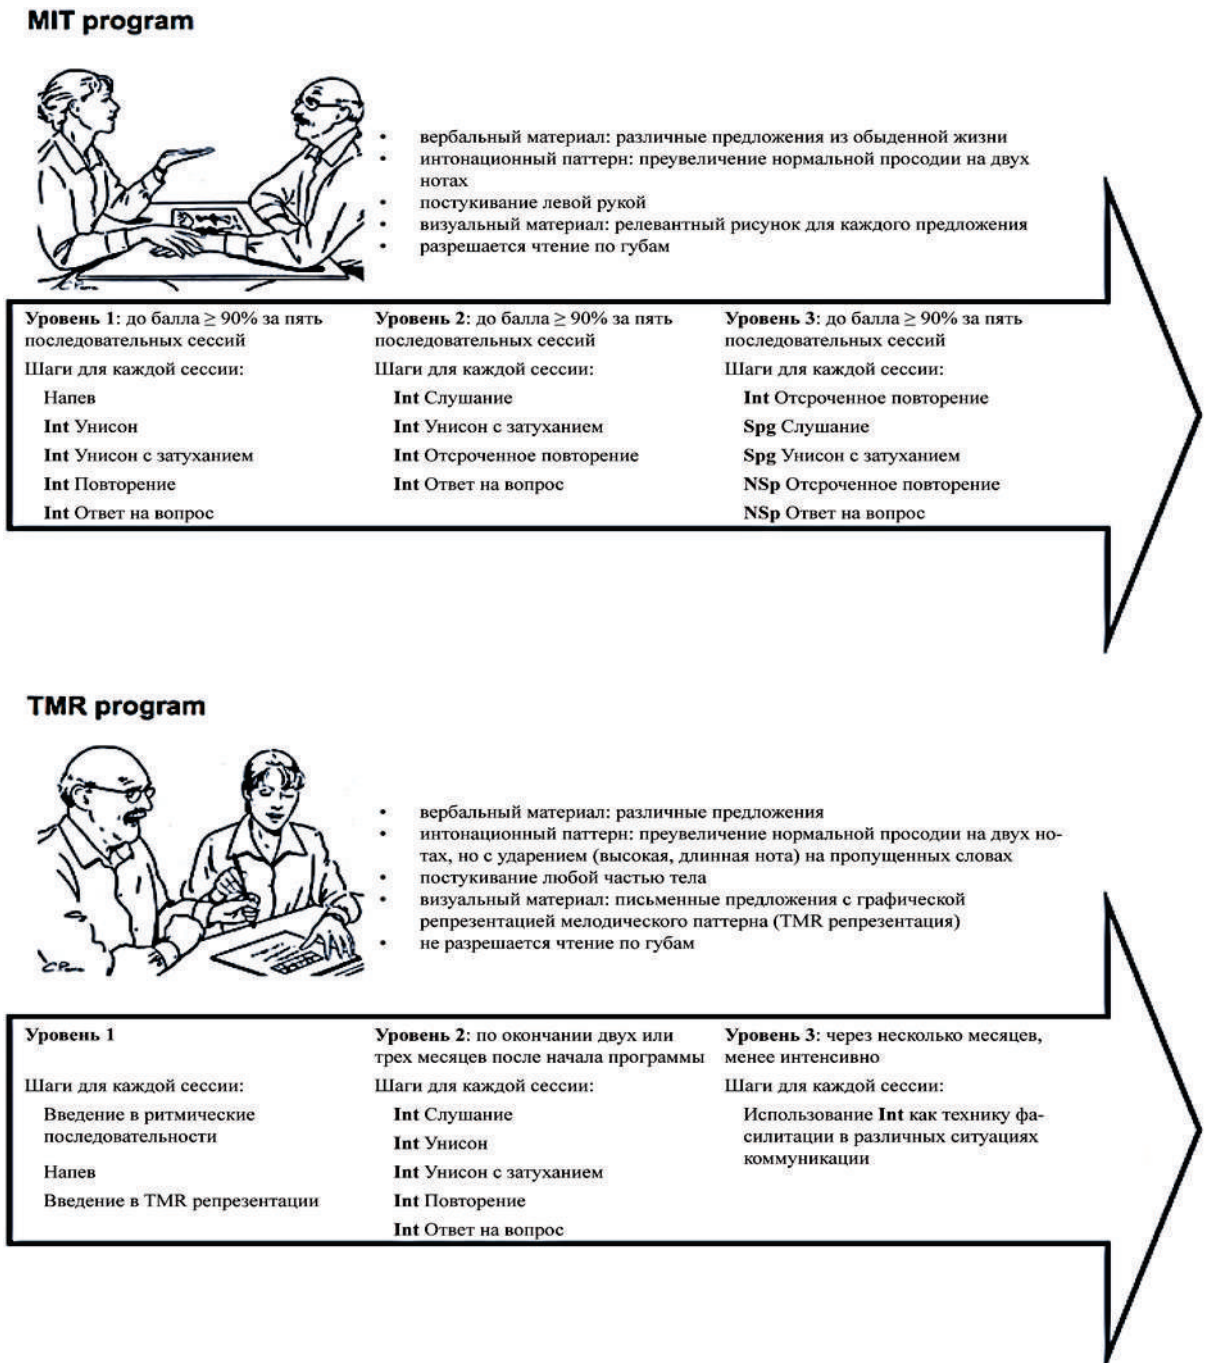 MIT program
• вербальный материал: различные предложения из обыденной жизни
• интонационный паттерн: преувеличение нормальной просодии на двух
нотах
• постукивание левой рукой
• визуальный материал: релевантный рисунок для каждого предложения
• разрешается чтение по губам
Уровень 1: до балла ≥ 90% за пять
последовательных сессий
Шаги для каждой сессии:
Напев
Int Унисон
Int Унисон с затуханием
Int Повторение
Int Ответ на вопрос
Уровень 2: до балла ≥ 90% за пять
последовательных сессий
Шаги для каждой сессии:
Int Слушание
Int Унисон с затуханием
Int Отсроченное повторение
Int Ответ на вопрос
Уровень 3: до балла ≥ 90% за пять
последовательных сессий
Шаги для каждой сессии:
Int Отсроченное повторение
Spg Слушание
Spg Унисон с затуханием
NSp Отсроченное повторение
NSp Ответ на вопрос
TMR program
• вербальный материал: различные предложения
• интонационный паттерн: преувеличение нормальной просодии на двух но-
тах, но с ударением (высокая, длинная нота) на пропущенных словах
• постукивание любой частью тела
• визуальный материал: письменные предложения с графической
репрезентацией мелодического паттерна (TMR репрезентация)
• не разрешается чтение по губам
Уровень 1
Шаги для каждой сессии:
Введение в ритмические
последовательности
Напев
Введение в TMR репрезентации
Уровень 2: по окончании двух или
трех месяцев после начала программы
Шаги для каждой сессии:
Int Слушание
Int Унисон
Int Унисон с затуханием
Int Повторение
Int Ответ на вопрос
Уровень 3: через несколько месяцев,
менее интенсивно
Шаги для каждой сессии:
Использование Int как технику фа-
силитации в различных ситуациях
коммуникации